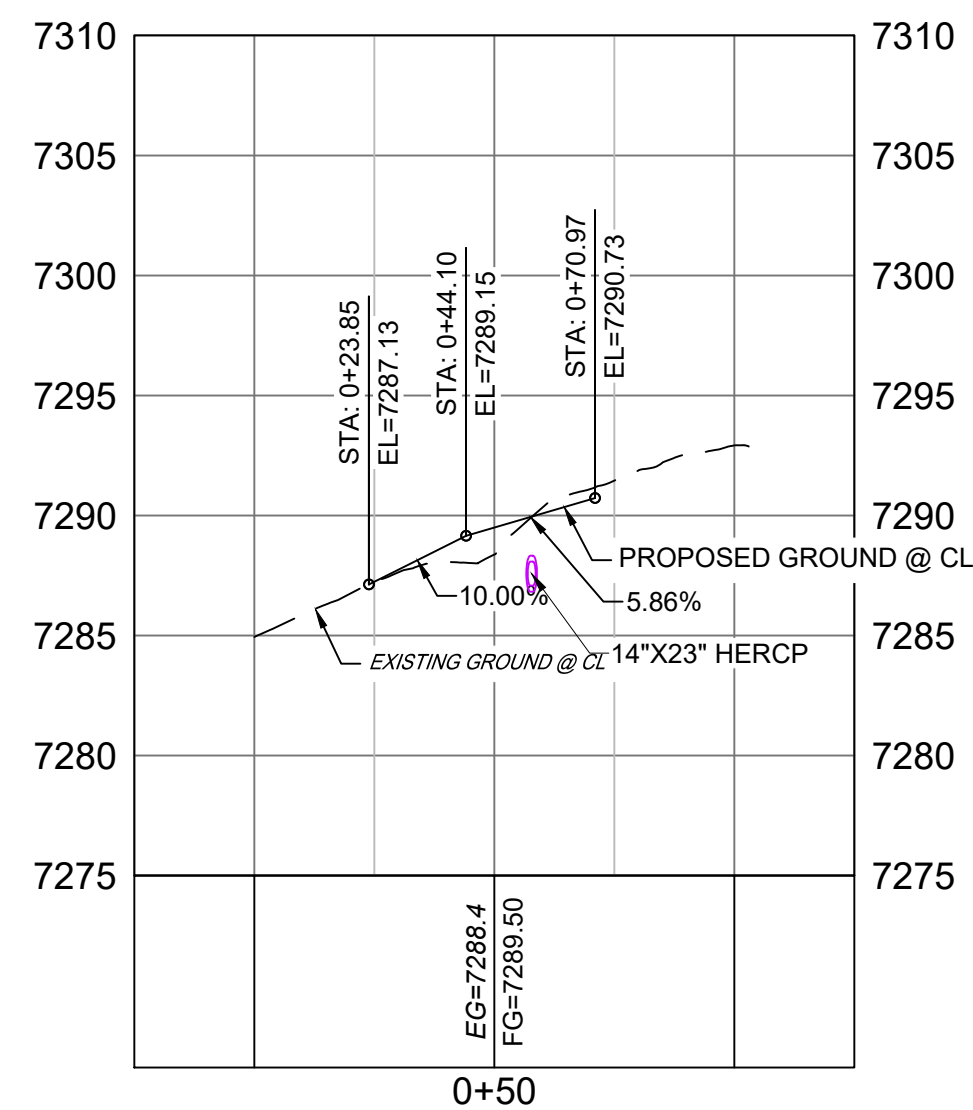 7310
7310
7305
7305
7300
7300
7295
7295
7290
7290
7285
7285
7280
7280
7275
7275
STA: 0+23.85
EL=7287.13
STA: 0+44.10
EL=7289.15
STA: 0+70.97
EL=7290.73
PROPOSED GROUND @ CL
10.00%
5.86%
EXISTING GROUND @ CL
14"X23" HERCP
EG=7288.4
FG=7289.50
0+50